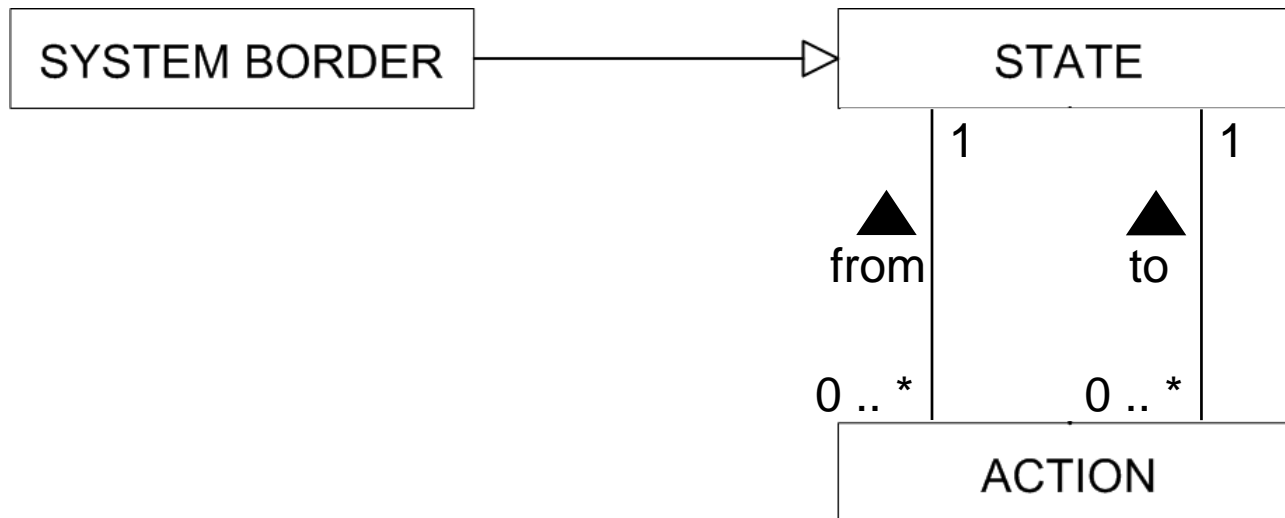 SYSTEM BORDER
STATE
1
1
from
to
0 .. *
0 .. *
ACTION